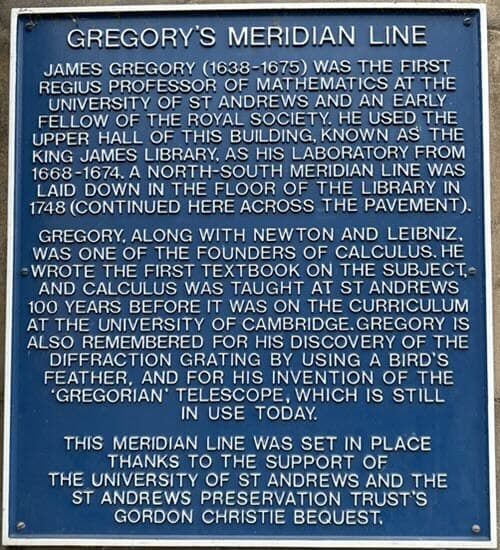 GREGORY'S MERIDIAN LINE
JAMES GREGORY (1638-1675) WAS THE FIRST
REGIUS PROFESSOR OF MATHEMATICS AT THE
UNIVERSITY OF ST ANDREWS AND AN EARLY
FELLOW OF THE ROYAL SOCIETY. HE USED THE
UPPER HALL OF THIS BUILDING, KNOWN AS THE
KING JAMES LIBRARY, AS HIS LABORATORY FROM
1668-1674. A NORTH-SOUTH MERIDIAN LINE WAS
LAID DOWN IN THE FLOOR OF THE LIBRARY IN
1748 (CONTINUED HERE ACROSS THE PAVEMENT).
GREGORY, ALONG WITH NEWTON AND LEIBNIZ,
WAS ONE OF THE FOUNDERS OF CALCULUS. HE
WROTE THE FIRST TEXTBOOK ON THE SUBJECT,
AND CALCULUS WAS TAUGHT AT ST ANDREWS
100 YEARS BEFORE IT WAS ON THE CURRICULUM
AT THE UNIVERSITY OF CAMBRIDGE. GREGORY IS
ALSO REMEMBERED FOR HIS DISCOVERY OF THE
DIFFRACTION GRATING BY USING A BIRD'S
FEATHER, AND FOR HIS INVENTION OF THE
'GREGORIAN' TELESCOPE, WHICH IS STILL
IN USE TODAY.
THIS MERIDIAN LINE WAS SET IN PLACE
THANKS TO THE SUPPORT OF
THE UNIVERSITY OF ST ANDREWS AND THE
ST ANDREWS PRESERVATION TRUST'S
GORDON CHRISTIE BEQUEST.